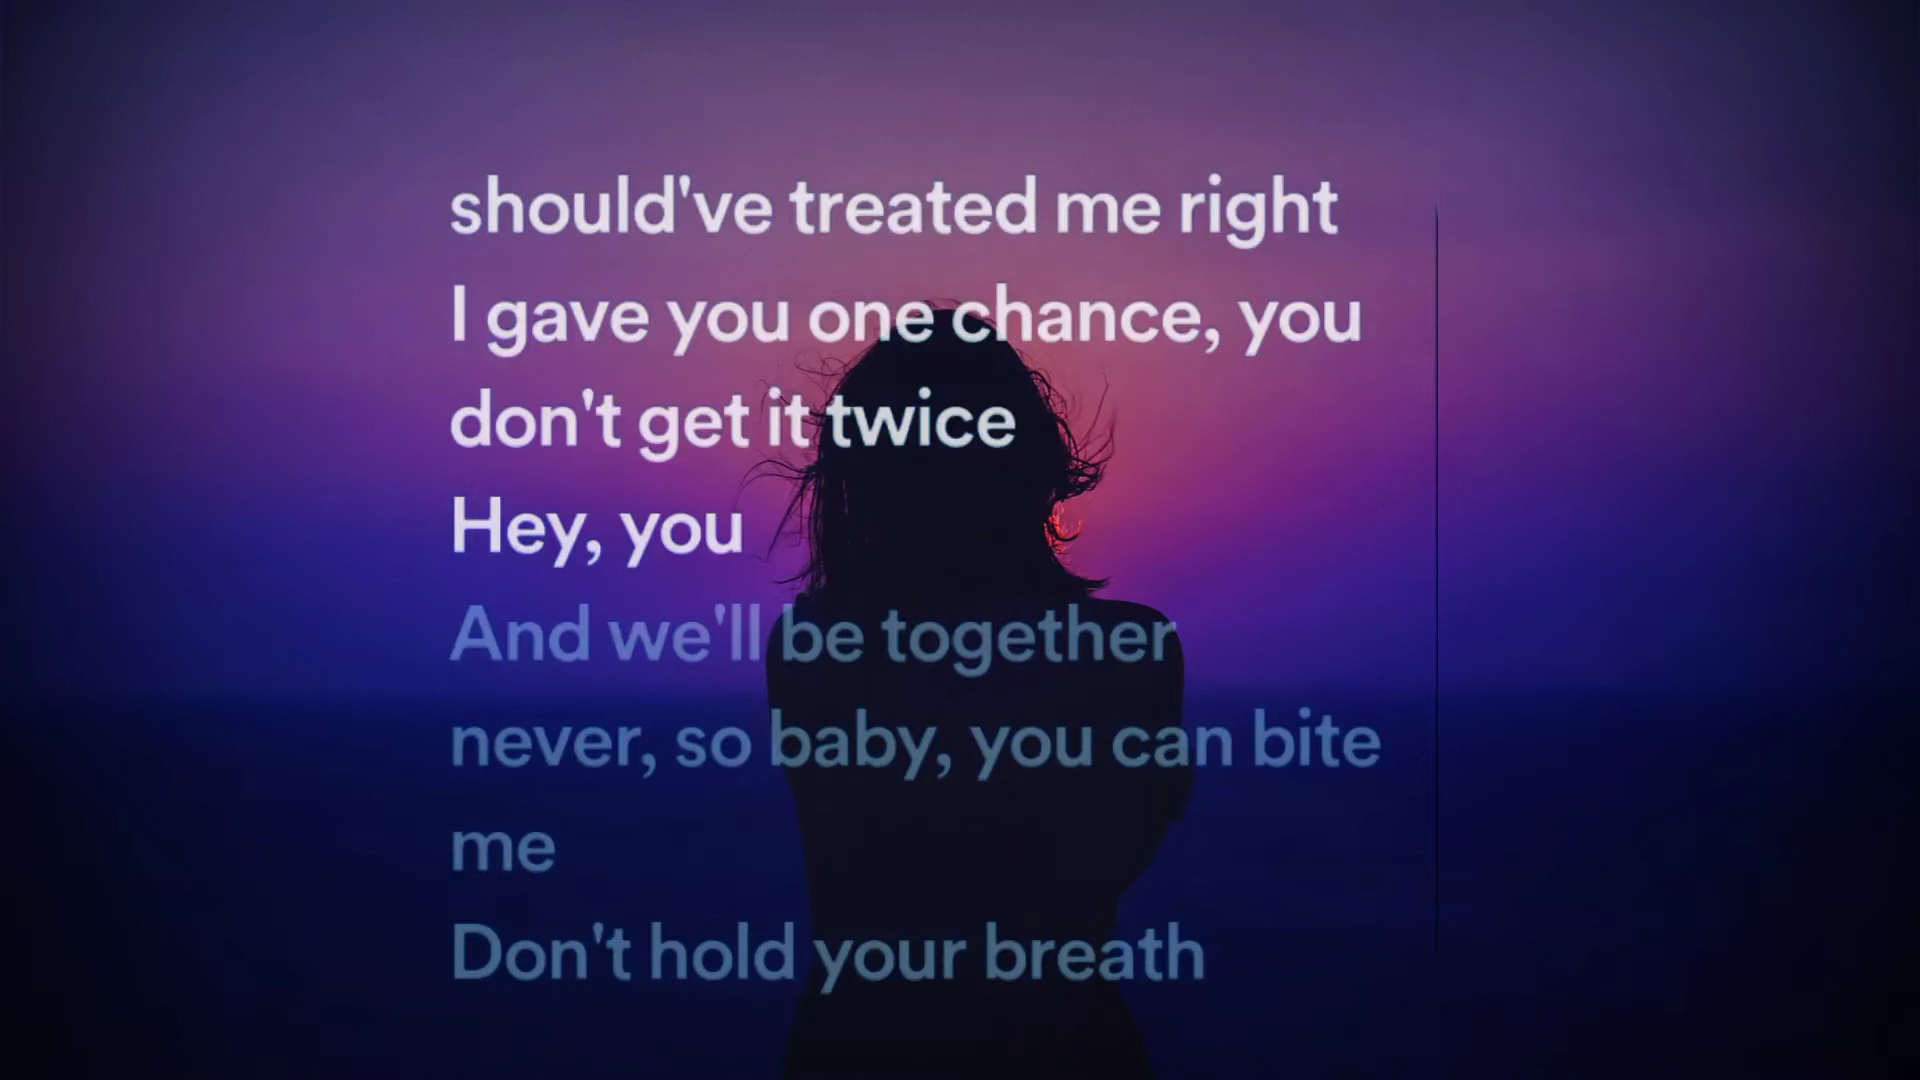 should've treated me right
I gave you one chance, you
don't get it twice
Hey, you
And we'll be together
never, so baby, you can bite
me
Don't hold your breath